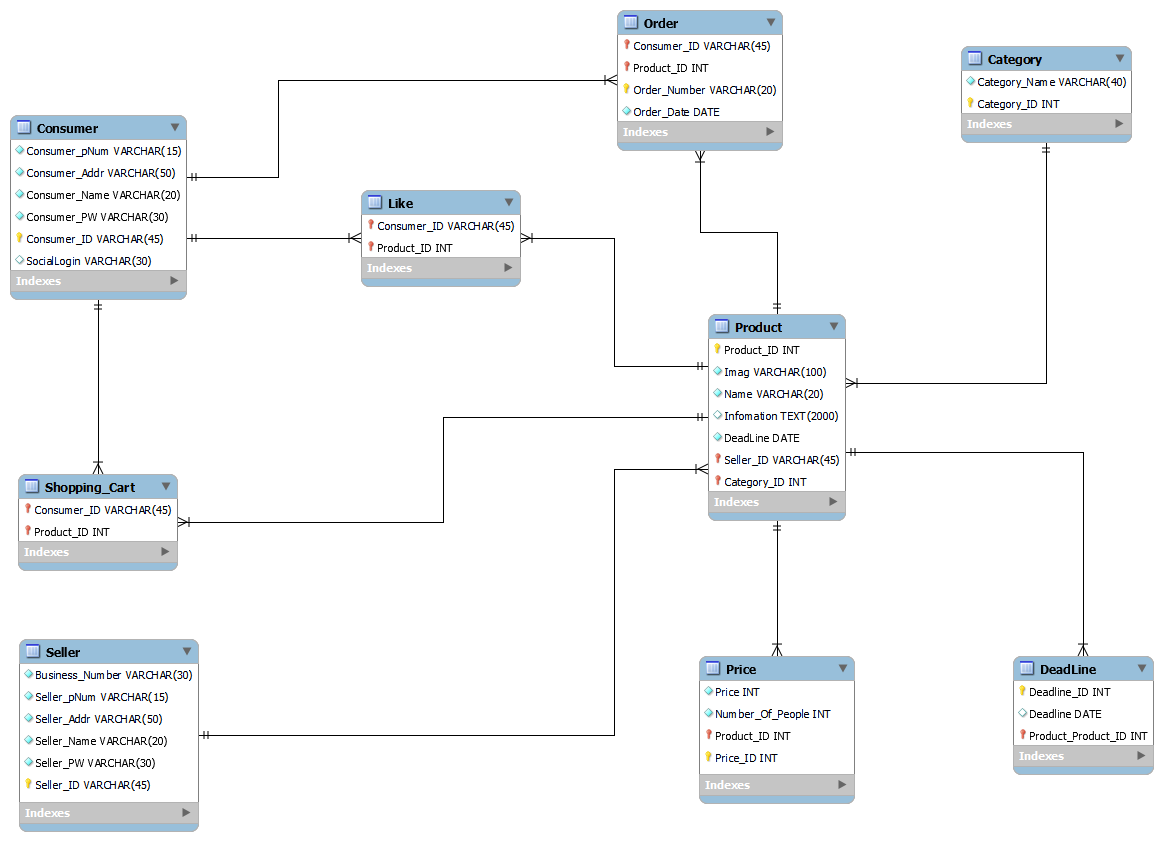 Order
Consumer_ID VARCHAR(45)
Product_ID INT
Order_Number VARCHAR(20)
Order_Date DATE
Indexes
Category
Category_Name VARCHAR(40)
Category_ID INT
Indexes
Consumer
Consumer_pNum VARCHAR(15)
Consumer_Addr VARCHAR(50)
Consumer_Name VARCHAR(20)
Consumer_PW VARCHAR(30)
Consumer_ID VARCHAR(45)
SocialLogin VARCHAR(30)
Indexes
Like
Consumer_ID VARCHAR(45)
Product_ID INT
Indexes
Product
Product_ID INT
Imag VARCHAR(100)
Name VARCHAR(20)
Infomation TEXT(2000)
DeadLine DATE
Seller_ID VARCHAR(45)
Category_ID INT
Indexes
Shopping_Cart
Consumer_ID VARCHAR(45)
Product_ID INT
Indexes
Seller
Business_Number VARCHAR(30)
Seller_pNum VARCHAR(15)
Seller_Addr VARCHAR(50)
Seller_Name VARCHAR(20)
Seller_PW VARCHAR(30)
Seller_ID VARCHAR(45)
Indexes
Price
Price INT
Number_Of_People INT
Product_ID INT
Price_ID INT
Indexes
DeadLine
Deadline_ID INT
Deadline DATE
Product_Product_ID INT
Indexes